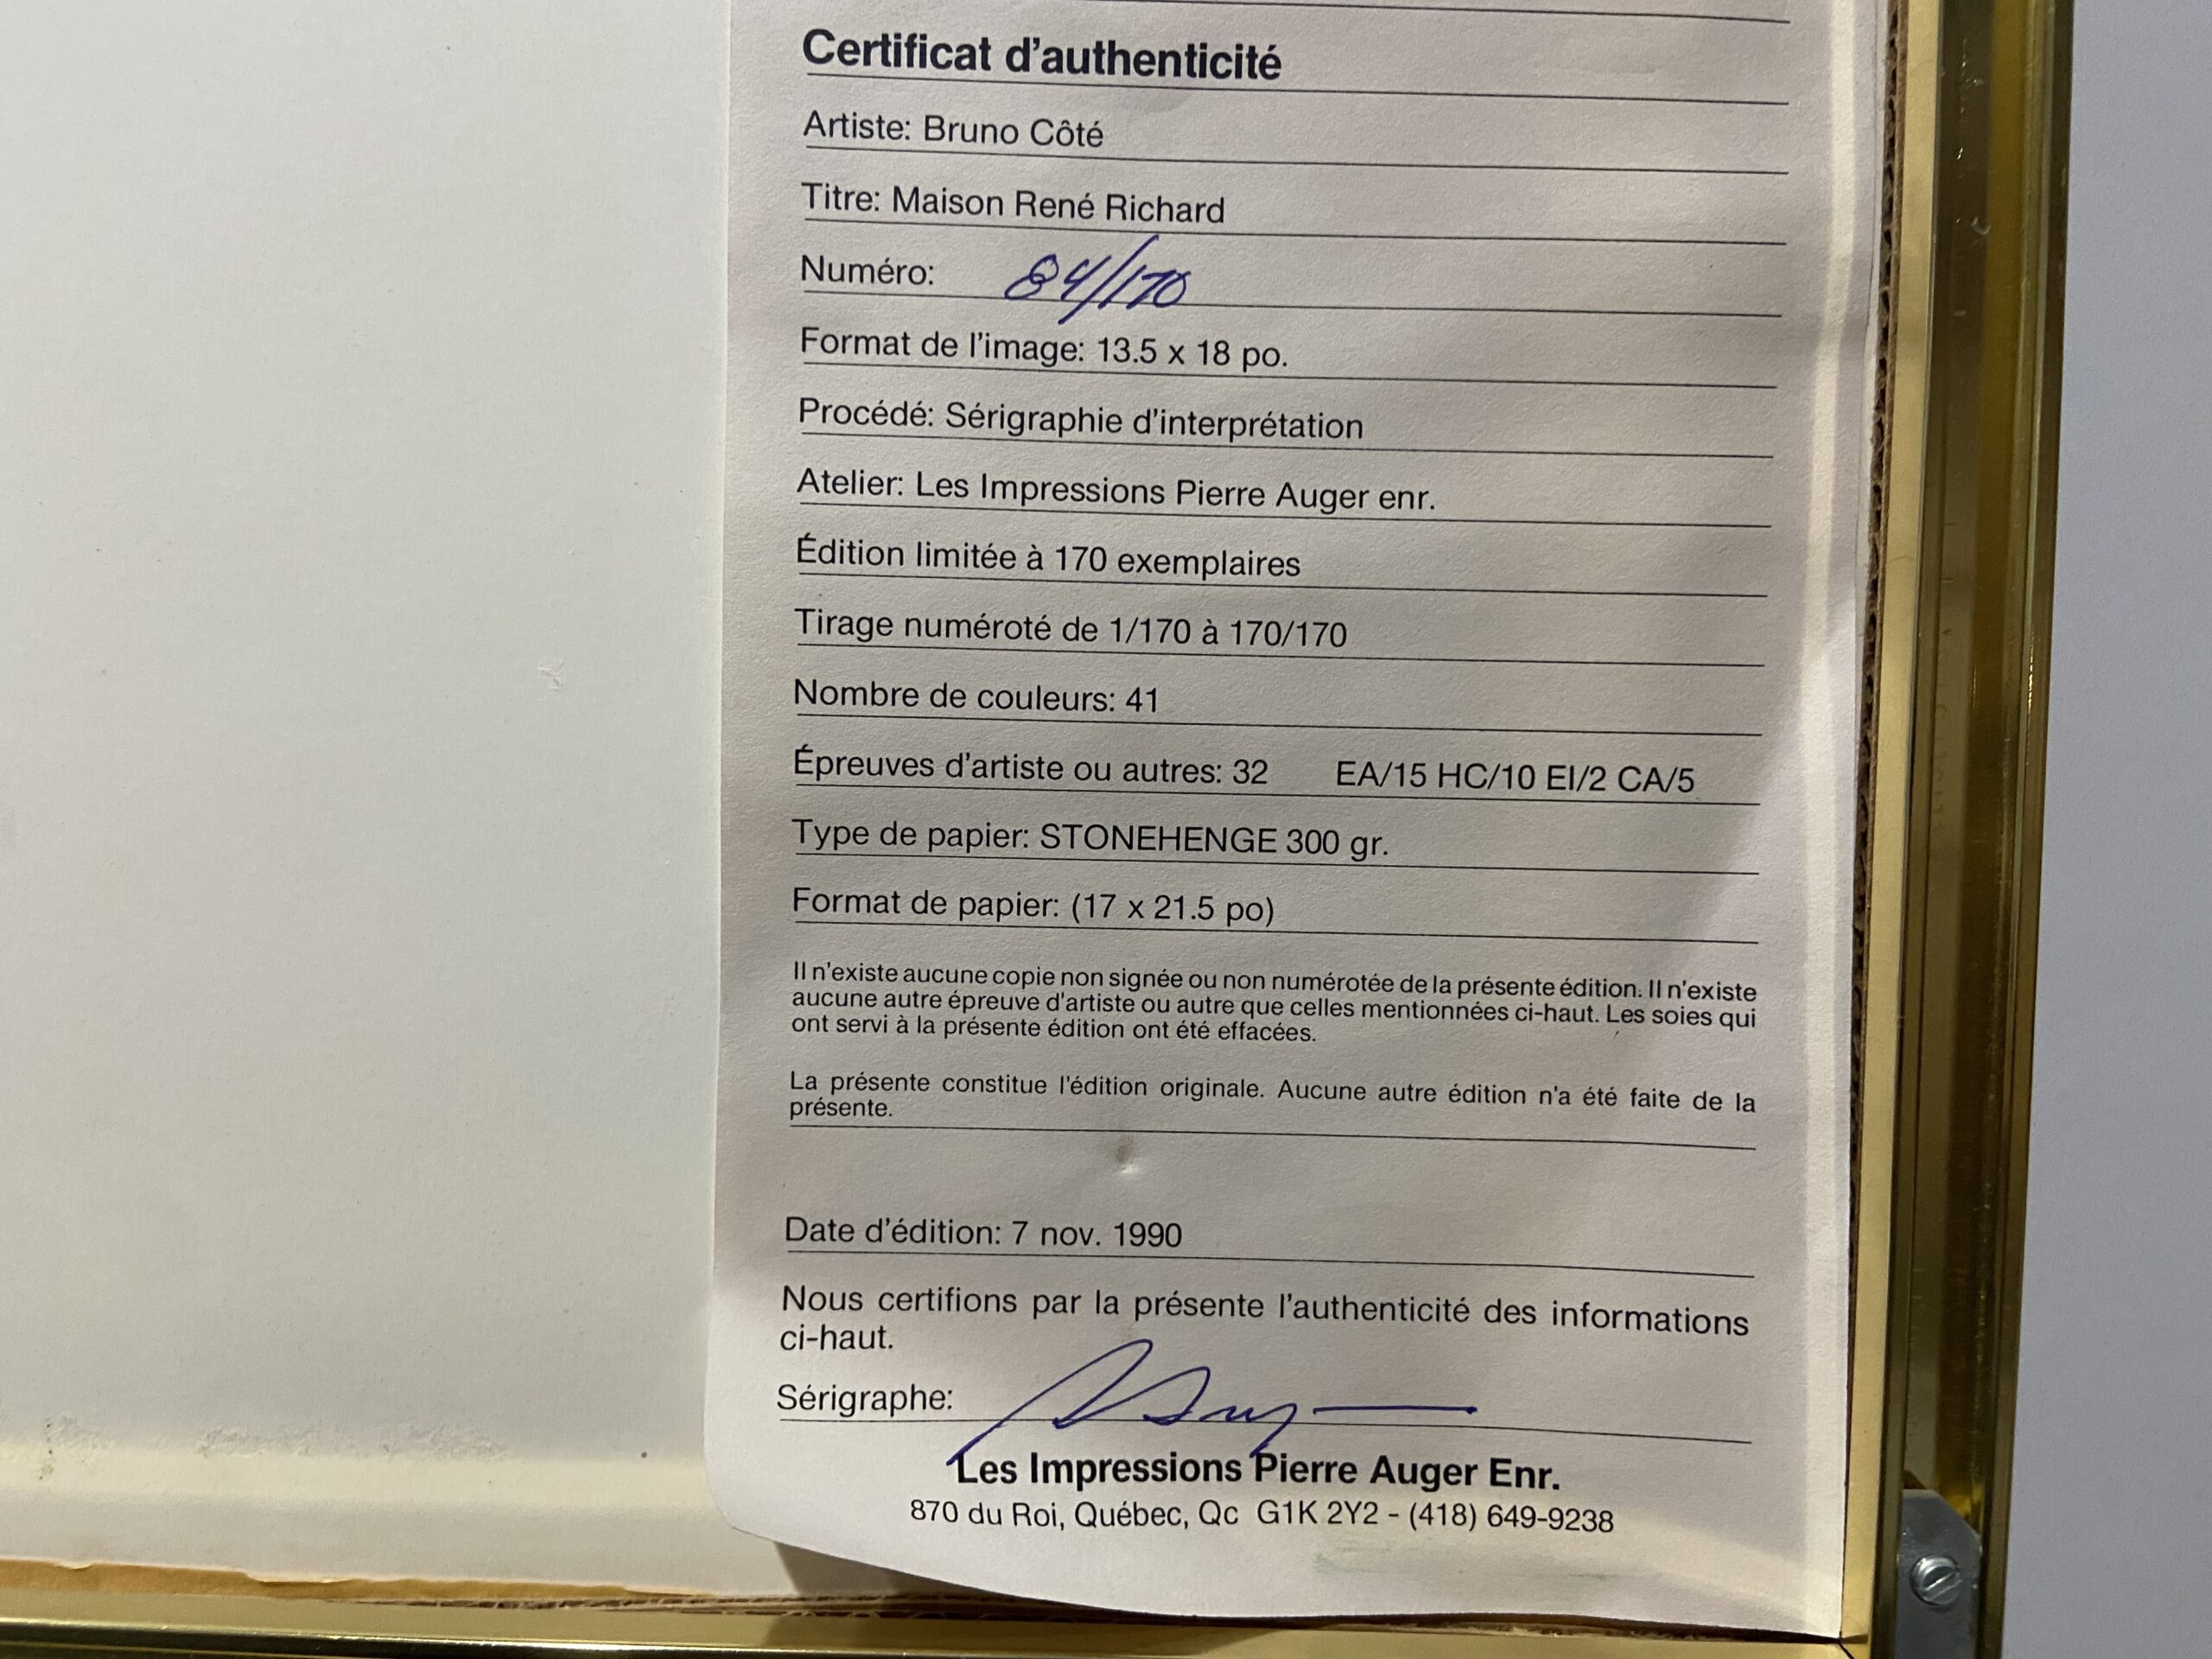 Certificat d'authenticité
Artiste: Bruno Côté
Titre: Maison René Richard
Numéro: 84/170
Format de l'image: 13.5 x 18 po.
Procédé: Sérigraphie d'interprétation
Atelier: Les Impressions Pierre Auger enr.
Édition limitée à 170 exemplaires
Tirage numéroté de 1/170 à 170/170
Nombre de couleurs: 41
Épreuves d'artiste ou autres: 32 EA/15 HC/10 EI/2 CA/5
Type de papier: STONEHENGE 300 gr.
Format de papier: (17 x 21.5 po)
Il n'existe aucune copie non signée ou non numérotée de la présente édition. Il n'existe
aucune autre épreuve d'artiste ou autre que celles mentionnées ci-haut. Les soies qui
ont servi à la présente édition ont été effacées.
La présente constitue l'édition originale. Aucune autre édition n'a été faite de la
présente.
Date d'édition: 7 nov. 1990
Nous certifions par la présente l'authenticité des informations
ci-haut.
Sérigraphe:
Les Impressions Pierre Auger Enr.
870 du Roi, Québec, Qc G1K 2Y2 - (418) 649-9238